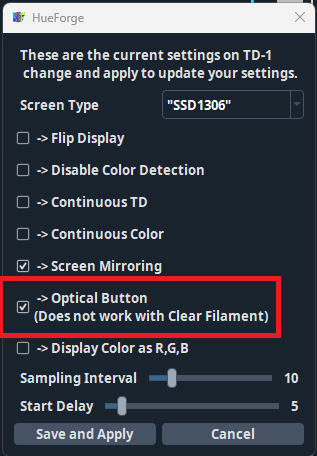 HueForge
These are the current settings on TD-1
change and apply to update your settings.
Screen Type
"SSD1306"
-> Flip Display
-> Disable Color Detection
-> Continuous TD
-> Continuous Color
-> Screen Mirroring
-> Optical Button
(Does not work with Clear Filament)
-> Display Color as R,G,B
Sampling Interval
10
Start Delay
5
Save and Apply
Cancel